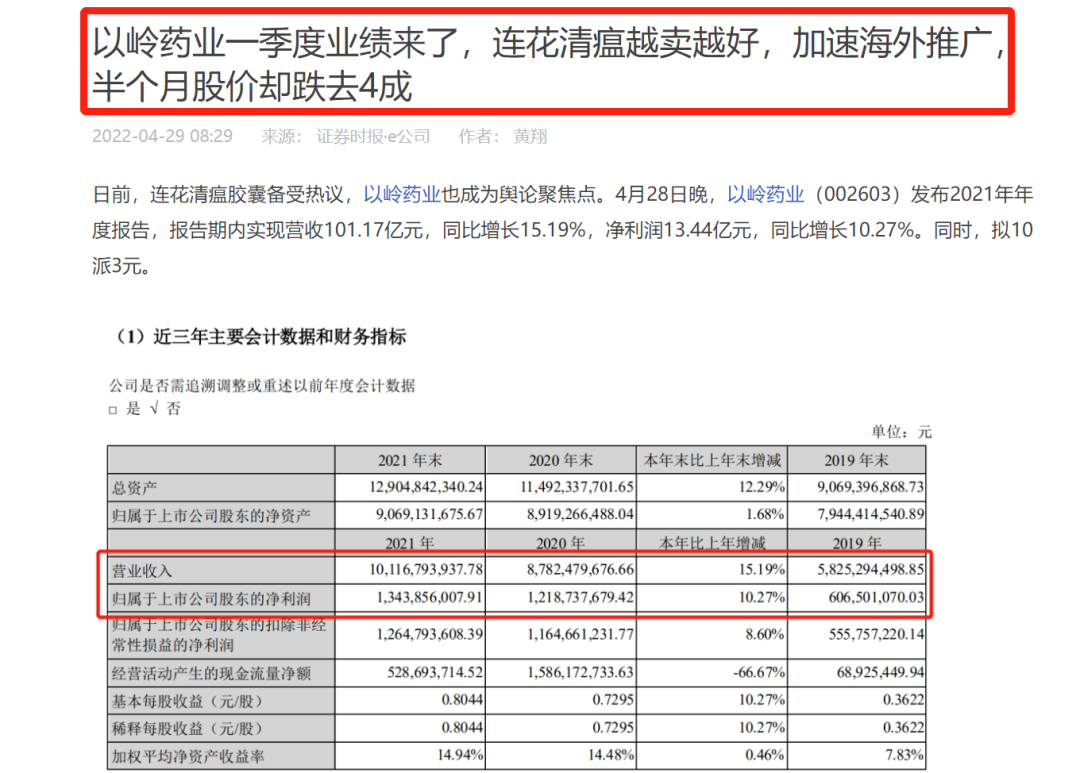 以岭药业一季度业绩来了，连花清瘟越卖越好，加速海外推广，
半个月股价却跌去4成
2022-04-29 08:29 来源： 证券时报·e公司 作者： 黄翔
日前，连花清瘟胶囊备受热议，以岭药业也成为舆论聚焦点。4月28日晚，以岭药业（002603）发布2021年年
度报告，报告期内实现营收101.17亿元，同比增长15.19%，净利润13.44亿元，同比增长10.27%。同时，拟10
派3元。
（1）近三年主要会计数据和财务指标
公司是否需追溯调整或重述以前年度会计数据
□ 是 √ 否
单位：元
2021 年末 2020 年末 本年末比上年末增减 2019 年末
总资产 12,904,842,340.24 11,492,337,701.65 12.29% 9,069,396,868.73
归属于上市公司股东的净资产 9,069,131,675.67 8,919,266,488.04 1.68% 7,944,414,540.89
2021 年 2020 年 本年比上年增减 2019 年
营业收入 10,116,793,937.78 8,782,479,676.66 15.19% 5,825,294,498.85
归属于上市公司股东的净利润 1,343,856,007.91 1,218,737,679.42 10.27% 606,501,070.03
归属于上市公司股东的扣除非经
常性损益的净利润 1,264,793,608.39 1,164,661,231.77 8.60% 555,757,220.14
经营活动产生的现金流量净额 528,693,714.52 1,586,172,733.63 -66.67% 68,925,449.94
基本每股收益（元/股） 0.8044 0.7295 10.27% 0.3622
稀释每股收益（元/股） 0.8044 0.7295 10.27% 0.3622
加权平均净资产收益率 14.94% 14.48% 0.46% 7.83%